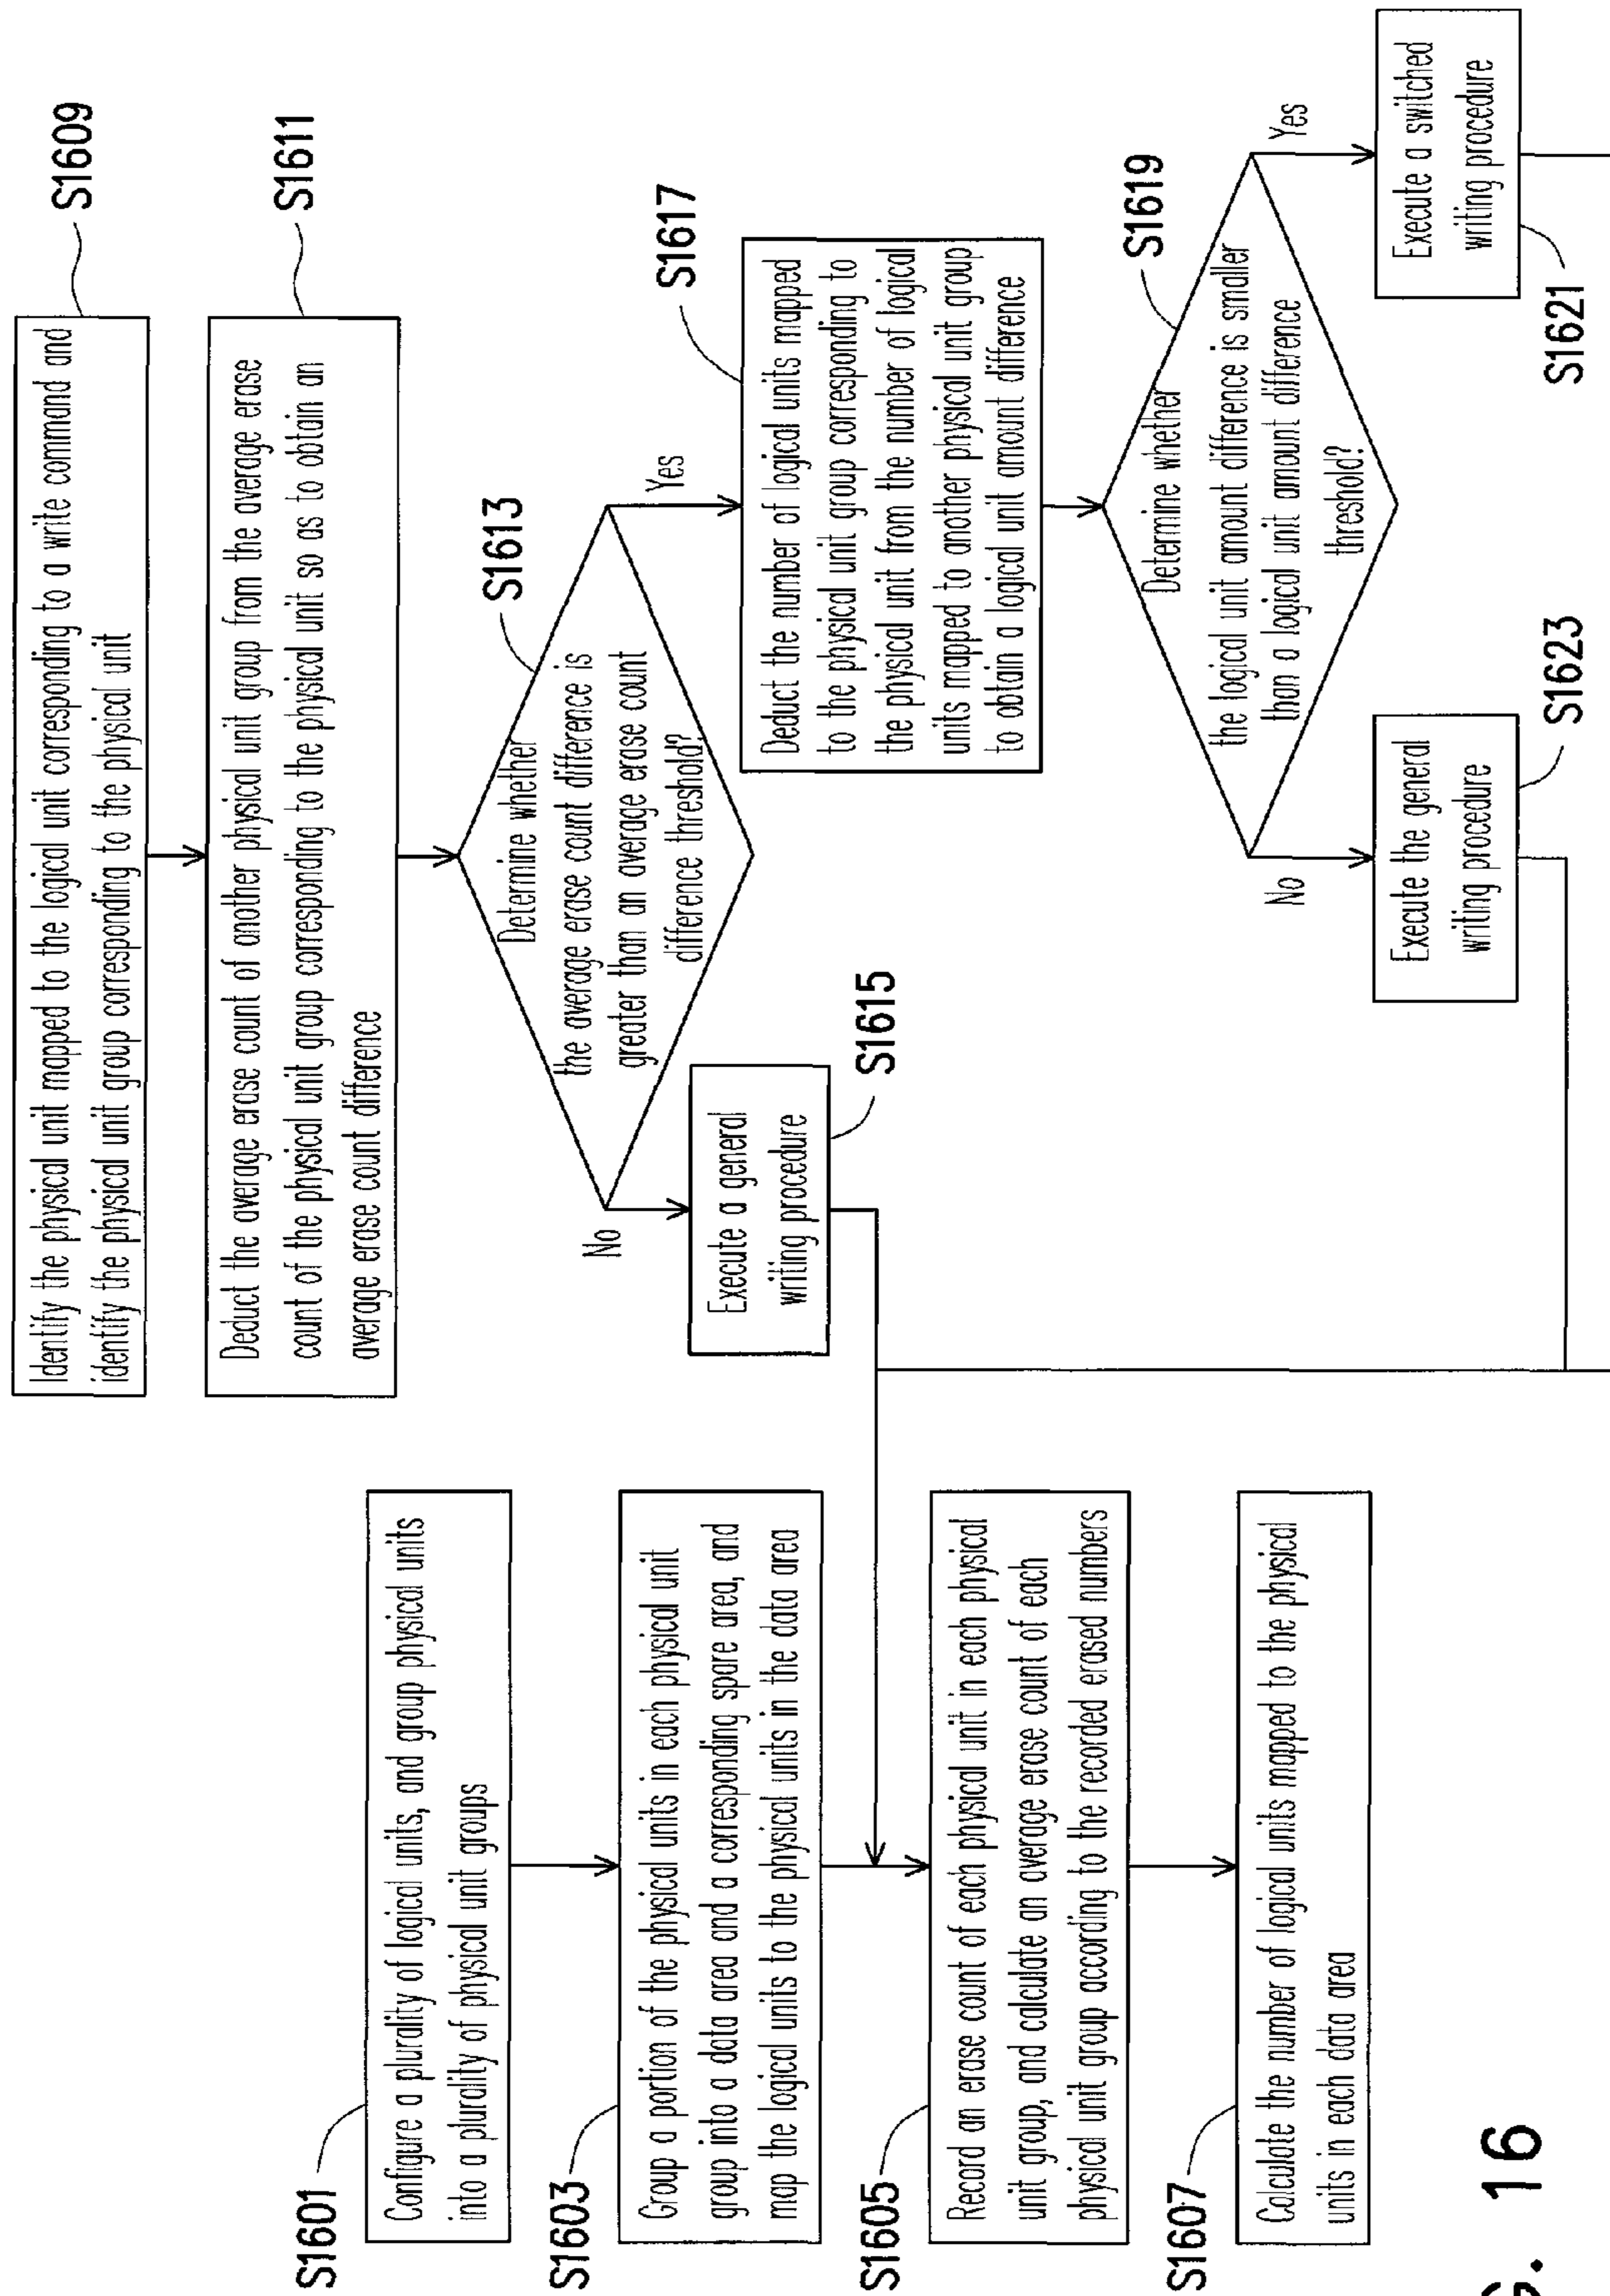 S1601
Configure a plurality of logical units, and group physical units
into a plurality of physical unit groups
S1603
Group a portion of the physical units in each physical unit
group into a data area and a corresponding spare area, and
map the logical units to the physical units in the data area
S1605
Record an erase count of each physical unit in each physical
unit group, and calculate an average erase count of each
physical unit group according to the recorded erased numbers
S1607
Calculate the number of logical units mapped to the physical
units in each data area
Identify the physical unit mapped to the logical unit corresponding to a write command and
identify the physical unit group corresponding to the physical unit
S1609
Deduct the average erase count of another physical unit group from the average erase
count of the physical unit group corresponding to the physical unit so as to obtain an
average erase count difference
S1611
Determine whether
the average erase count difference is
greater than an average erase count
difference threshold?
S1613
No
Yes
Execute a general
writing procedure
S1615
Deduct the number of logical units mapped
to the physical unit group corresponding to
the physical unit from the number of logical
units mapped to another physical unit group
to obtain a logical unit amount difference
S1617
Determine whether
the logical unit amount difference is smaller
than a logical unit amount difference
threshold?
S1619
No
Yes
Execute the general
writing procedure
S1623
Execute a switched
writing procedure
S1621
G. 16